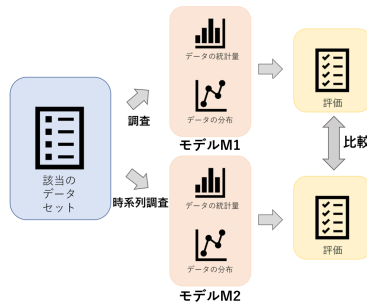 データの統計量
データの分布
モデルM1
評価
調査
該当の
データ
セット
比較
時系列調査
データの統計量
データの分布
モデルM2
評価